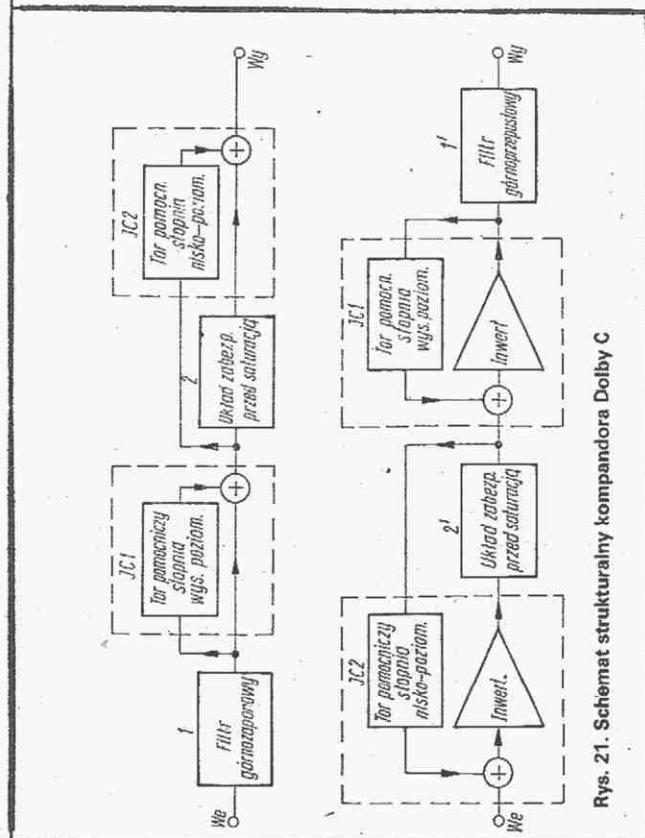 We
1
Filtr
górnozaporowy
JC1
Tor pomocniczy
stopnia
wys. poziom.
+
2
Układ zabezp.
przed saturacją
JC2
Tor pomocn.
stopnia
nisko-poziom.
+
Wy
We
+
JC2
Tor pomocniczy
stopnia
nisko-poziom.
Inwert.
2'
Układ zabezp.
przed saturacją
+
JC1
Tor pomocn.
stopnia
wys. poziom.
Inwert
1'
Filtr
górnoprzepustowy
Wy
Rys. 21. Schemat strukturalny kompandora Dolby C